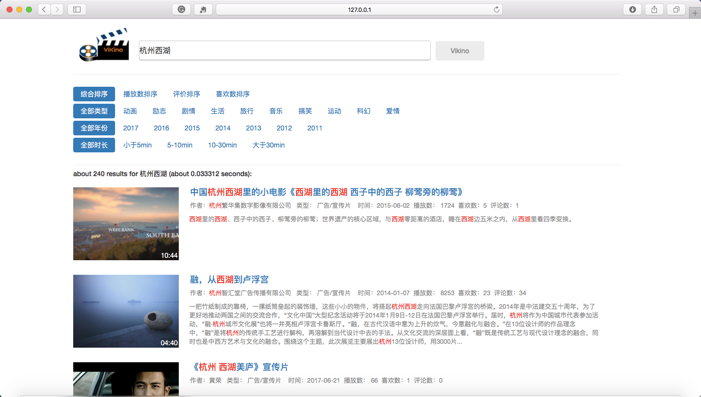 127.0.0.1
ViKino
杭州西湖
Vikino
综合排序 播放数排序 评价排序 喜欢数排序
全部类型 动画 励志 剧情 生活 旅行 音乐 搞笑 运动 科幻 爱情
全部年份 2017 2016 2015 2014 2013 2012 2011
全部时长 小于5min 5-10min 10-30min 大于30min
about 240 results for 杭州西湖 (about 0.033312 seconds):
中国杭州西湖里的小电影《西湖里的西湖 西子中的西子 柳莺旁的柳莺》
作者：杭州繁华集数字影像有限公司 类型： 广告/宣传片 时间：2015-06-02 播放数： 1724 喜欢数：5 评论数：1
西湖里的西湖、西子中的西子、柳莺旁的柳莺；世界遗产的核心区域，与西湖零距离的酒店，睡在西湖边五米之内，从西湖里看四季变换。
10:44
融，从西湖到卢浮宫
作者：杭州智汇堂广告传播有限公司 类型： 广告/宣传片 时间：2014-01-07 播放数： 8253 喜欢数：23 评论数：34
一把竹纸制成的靠椅，一摞纸筒垒起的装饰墙，这些小小的物件，将搭起杭州西湖走向法国巴黎卢浮宫的桥梁。2014年是中法建交五十周年，为了
更好地推动两国之间的交流合作，“文化中国”大型纪念活动将于2014年1月9日-12日在法国巴黎卢浮宫举行。届时，杭州将作为中国城市代表参加活
动，“融·杭州城市文化展”也将一并亮相卢浮宫卡鲁斯厅。“融，在古代汉语中意为上升的炊气，今意融化与融合。”在13位设计师的作品理念
中，“融”是将杭州的传统手工艺进行解构，再溶解到当代设计中去的手法。从文化交流的深层面上看，“融”既是传统工艺与现代设计理念的融合，同
时也是中西方艺术与文化的融合。围绕这个主题，此次展览主要展出杭州13位设计师，用3000片...
04:40
《杭州 西湖美庐》宣传片
作者：黄荣 类型： 广告/宣传片 时间：2017-06-21 播放数： 66 喜欢数：1 评论数：0